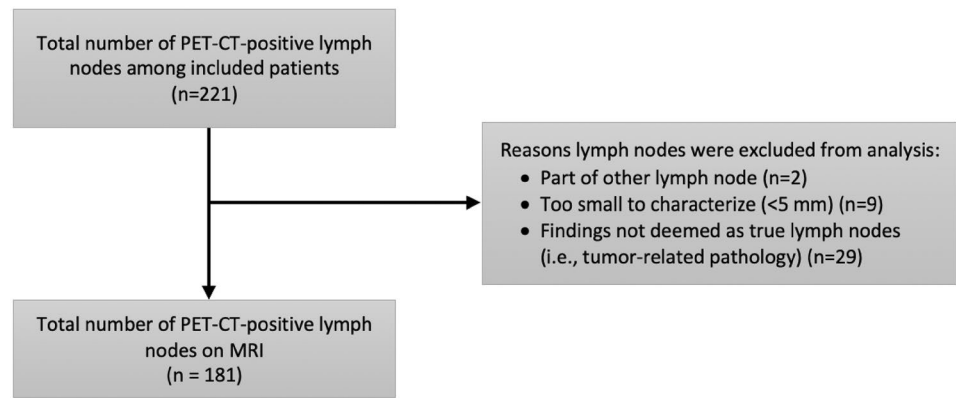 Total number of PET-CT-positive lymph
nodes among included patients
(n=221)
Reasons lymph nodes were excluded from analysis:
• Part of other lymph node (n=2)
• Too small to characterize (<5 mm) (n=9)
• Findings not deemed as true lymph nodes
(i.e., tumor-related pathology) (n=29)
Total number of PET-CT-positive lymph
nodes on MRI
(n = 181)